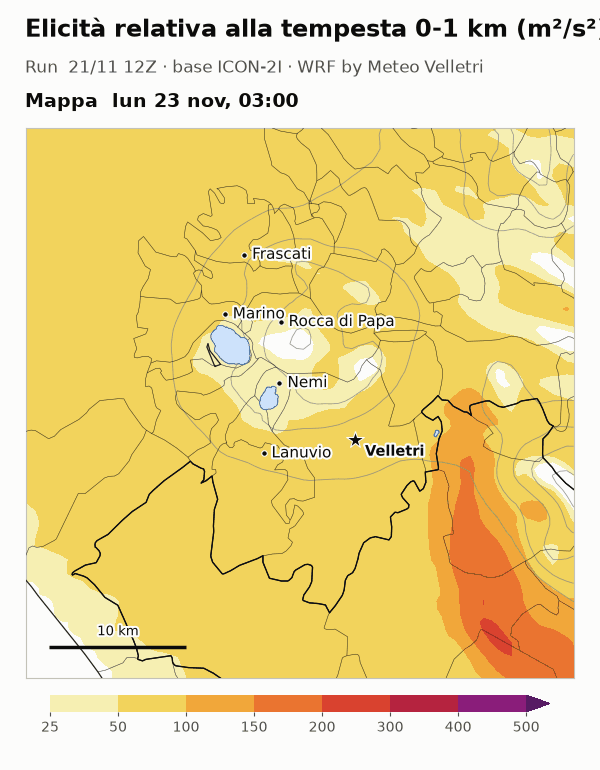 Elicità relativa alla tempesta 0-1 km (m²/s²)
Run 21/11 12Z · base ICON-2I · WRF by Meteo Velletri
Mappa lun 23 nov, 03:00
Frascati
Marino
Rocca di Papa
Nemi
Velletri
Lanuvio
10 km
25 50 100 150 200 300 400 500